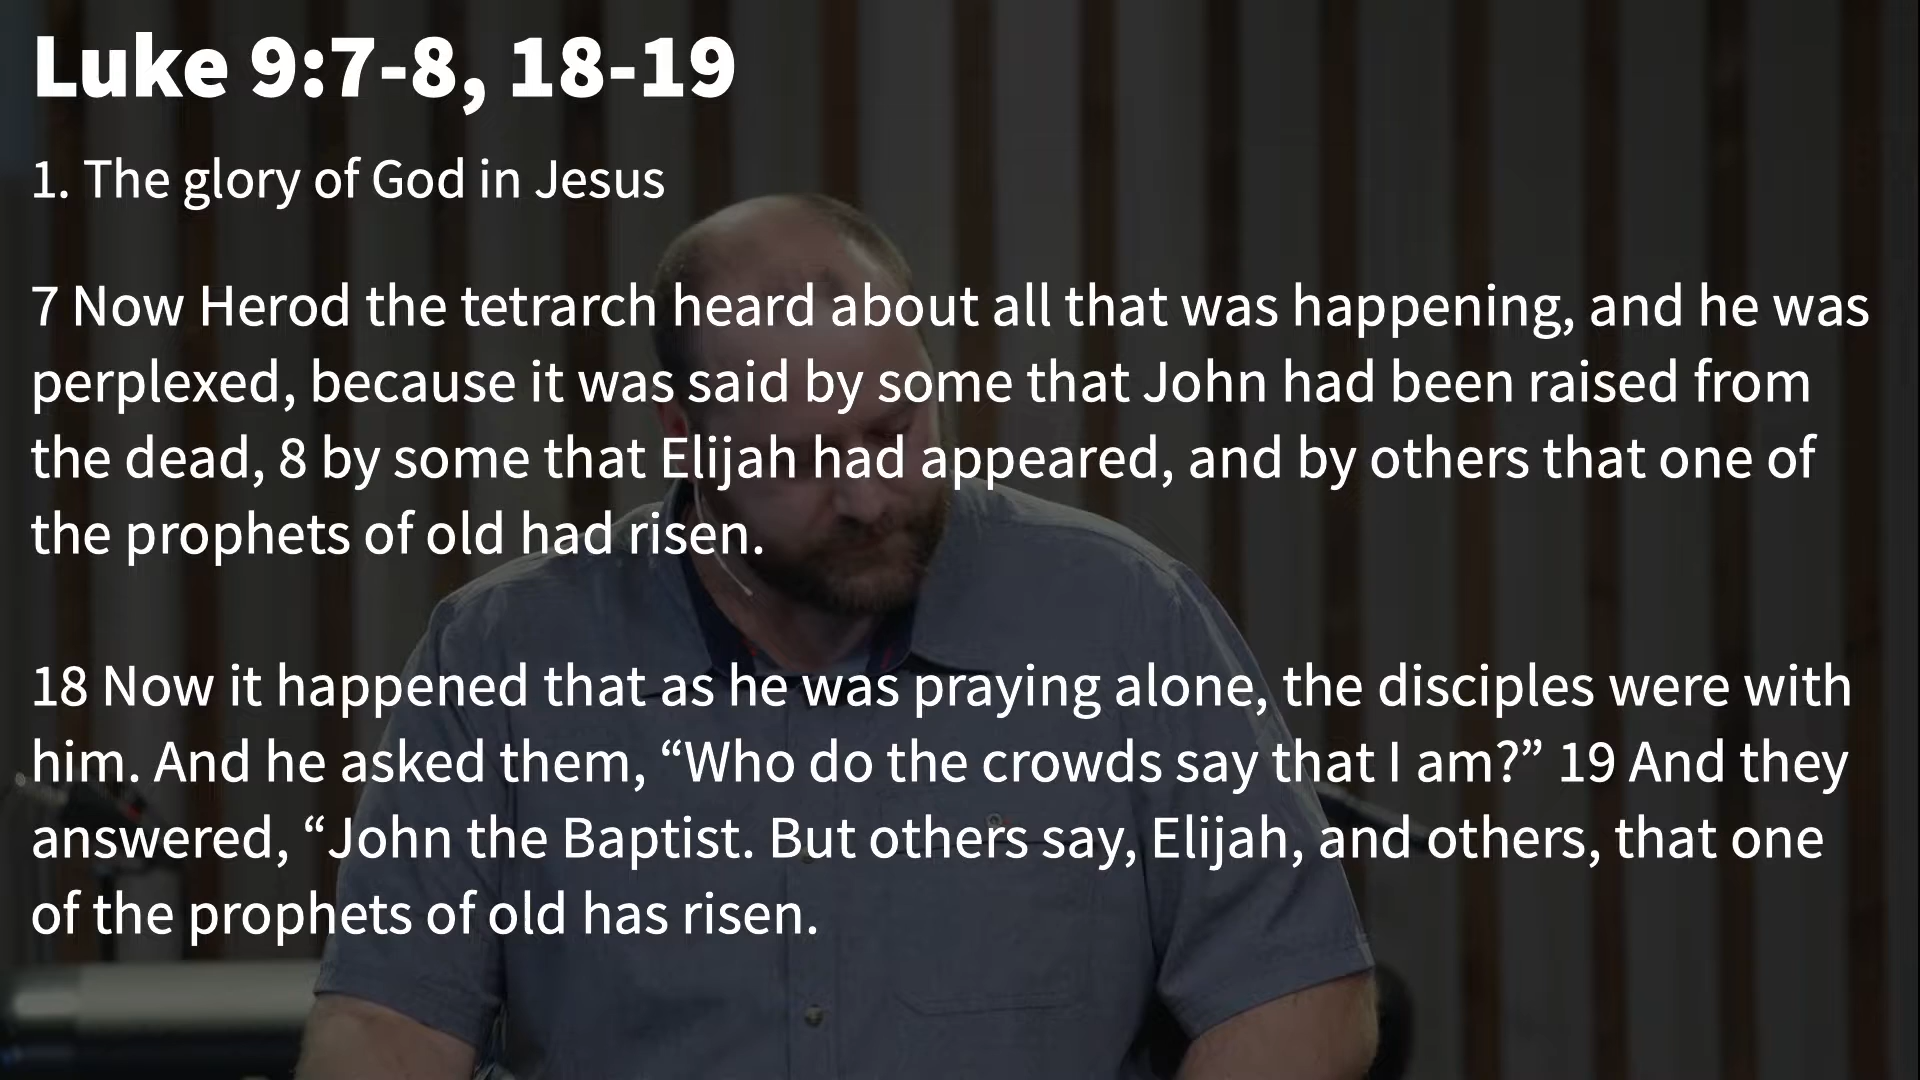 Luke 9:7-8, 18-19
1. The glory of God in Jesus
7 Now Herod the tetrarch heard about all that was happening, and he was
perplexed, because it was said by some that John had been raised from
the dead, 8 by some that Elijah had appeared, and by others that one of
the prophets of old had risen.
18 Now it happened that as he was praying alone, the disciples were with
him. And he asked them, “Who do the crowds say that I am?” 19 And they
answered, “John the Baptist. But others say, Elijah, and others, that one
of the prophets of old has risen.